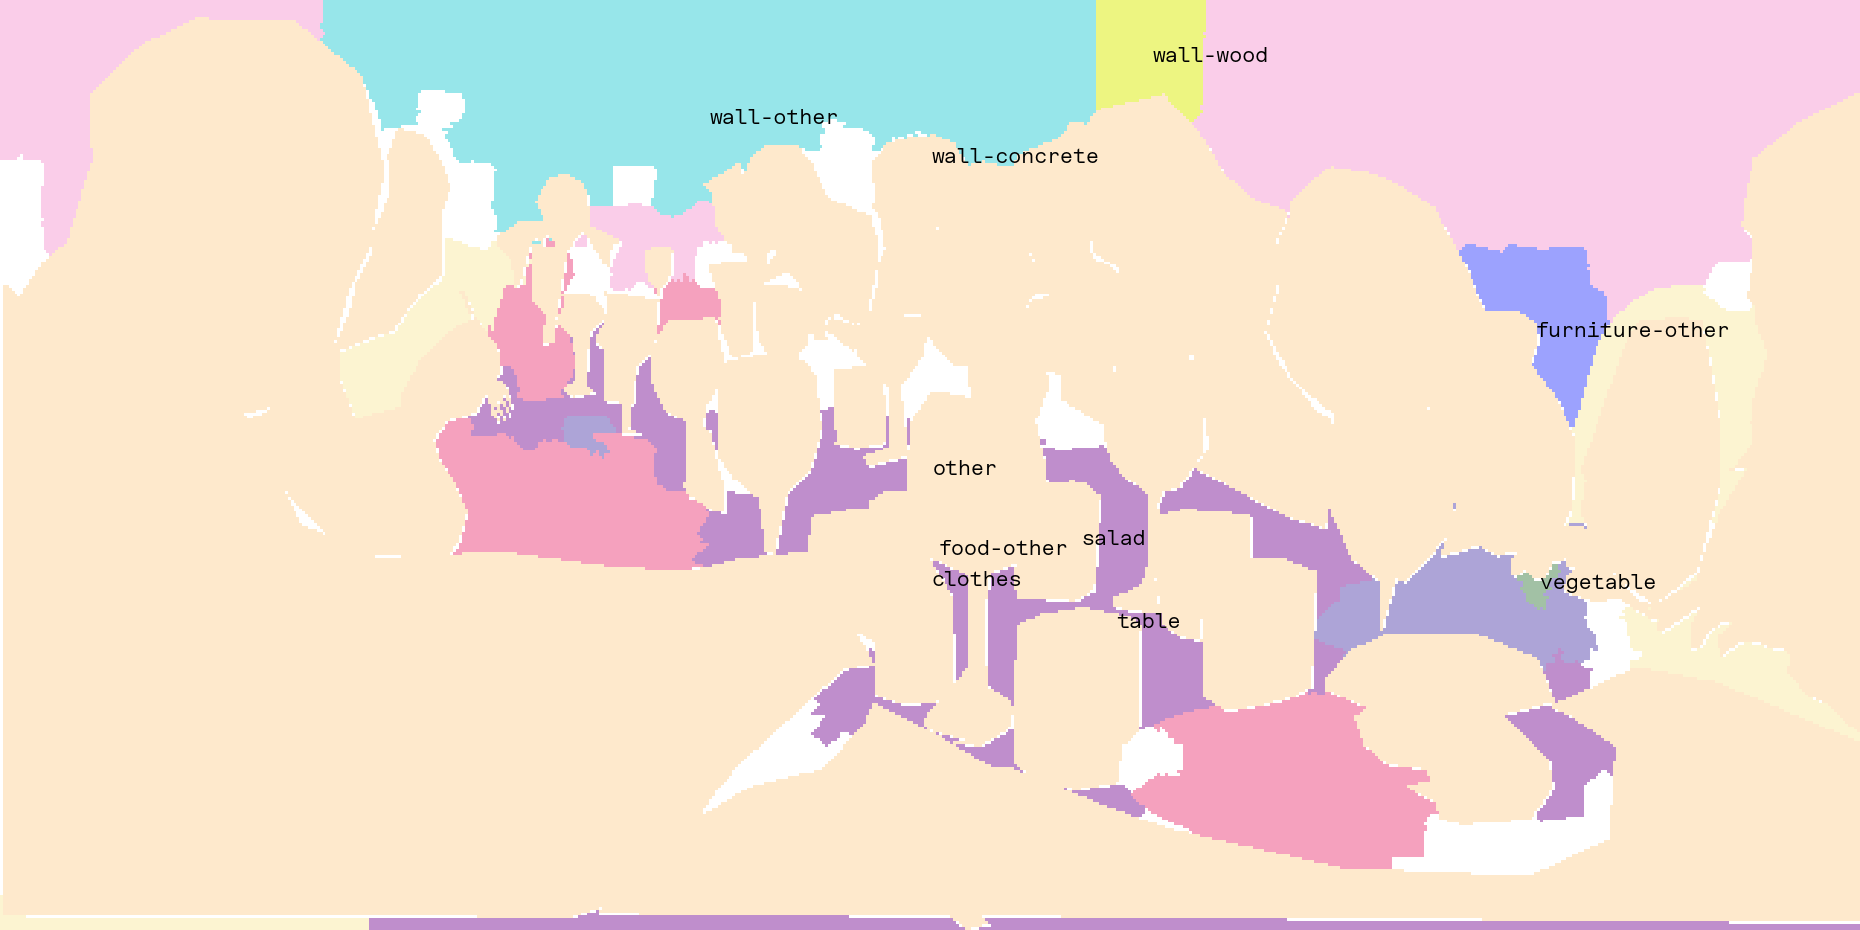 wall-wood
wall-other
wall-concrete
furniture-other
other
salad
food-other
clothes
vegetable
table